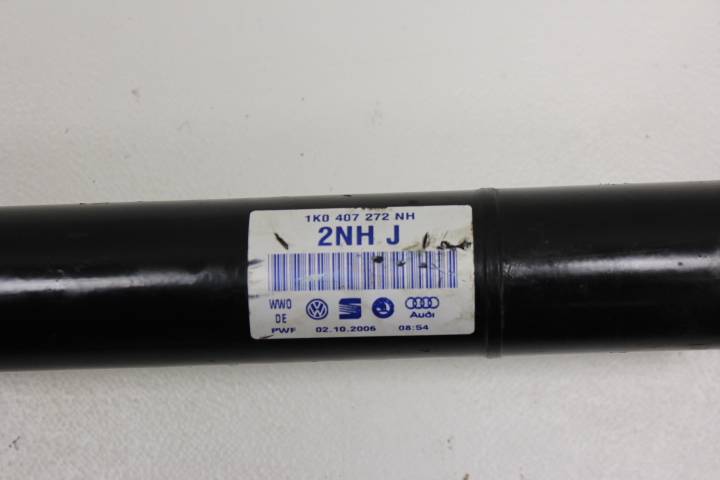 1K0 407 272 NH
2NH J
WWO
DE
Audi
PWF 02.10.2006 08:54